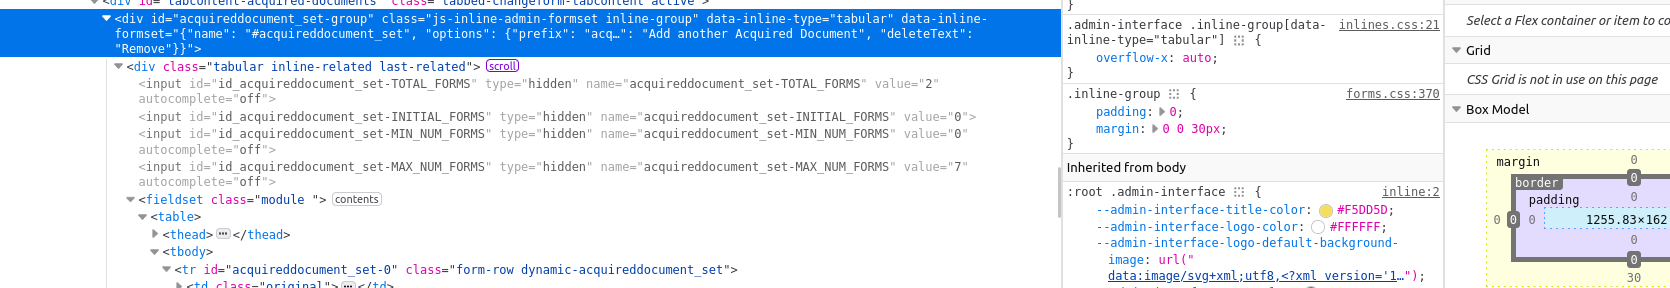 <div id="tabcontent-acquired-documents" class="tabbed-changeform-tabcontent active">
<div id="acquireddocument_set-group" class="js-inline-admin-formset inline-group" data-inline-type="tabular" data-inline-
formset="{"name": "#acquireddocument_set", "options": {"prefix": "acq…": "Add another Acquired Document", "deleteText":
"Remove"}}">
<div class="tabular inline-related last-related"> scroll
<input id="id_acquireddocument_set-TOTAL_FORMS" type="hidden" name="acquireddocument_set-TOTAL_FORMS" value="2"
autocomplete="off">
<input id="id_acquireddocument_set-INITIAL_FORMS" type="hidden" name="acquireddocument_set-INITIAL_FORMS" value="0">
<input id="id_acquireddocument_set-MIN_NUM_FORMS" type="hidden" name="acquireddocument_set-MIN_NUM_FORMS" value="0"
autocomplete="off">
<input id="id_acquireddocument_set-MAX_NUM_FORMS" type="hidden" name="acquireddocument_set-MAX_NUM_FORMS" value="7"
autocomplete="off">
<fieldset class="module "> contents
<table>
<thead> … </thead>
<tbody>
<tr id="acquireddocument_set-0" class="form-row dynamic-acquireddocument_set">
<td class="original"> … </td>
}
.admin-interface .inline-group[data- inlines.css:21
inline-type="tabular"] {
overflow-x: auto;
}
.inline-group { forms.css:370
padding: 0;
margin: 0 0 30px;
}
Inherited from body
:root .admin-interface { inline:2
--admin-interface-title-color: #F5DD5D;
--admin-interface-logo-color: #FFFFFF;
--admin-interface-logo-default-background-
image: url("
data:image/svg+xml;utf8,<?xml version='1…");
Select a Flex container or item to co
Grid
CSS Grid is not in use on this page
Box Model
margin 0
border 0
padding 0
0 0 0 1255.83×162
0
0
30